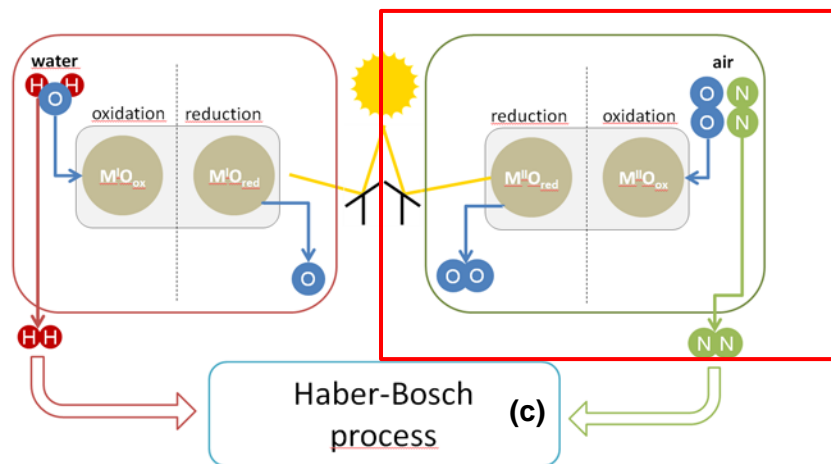 water
H H
O
oxidation
reduction
MᴵOox
MᴵOred
O
H H
air
O N
O N
reduction
oxidation
MᴵᴵOred
MᴵᴵOox
O O
N N
Haber-Bosch
process
(c)